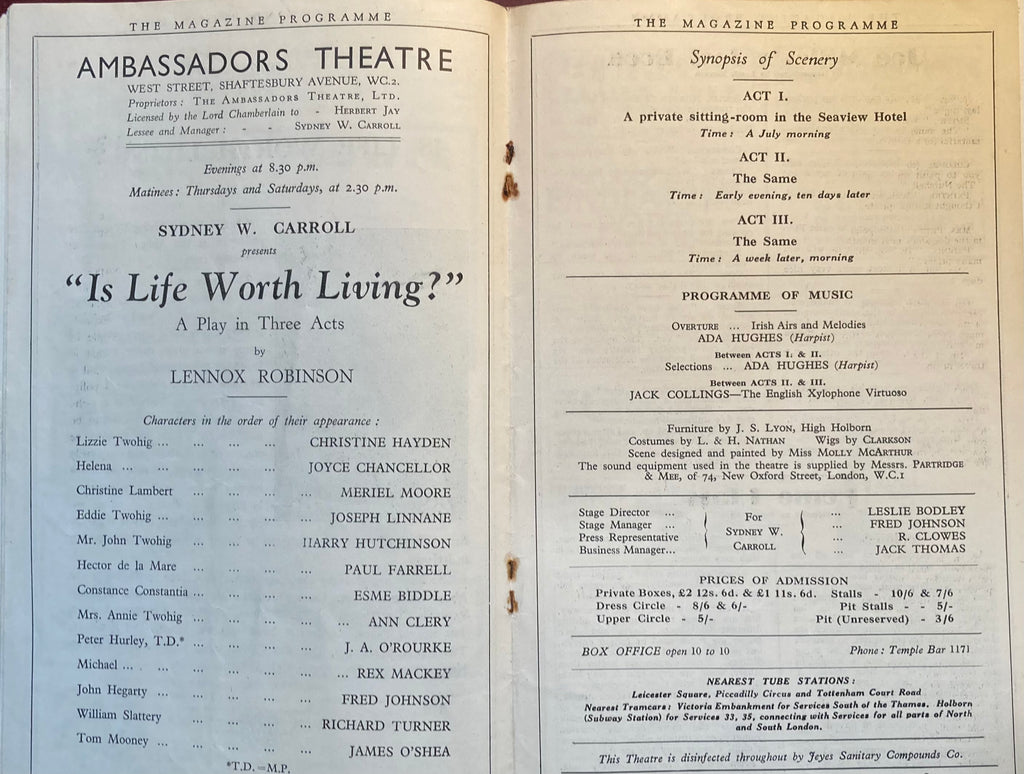 THE MAGAZINE PROGRAMME
AMBASSADORS THEATRE
WEST STREET, SHAFTESBURY AVENUE, WC.2.
Proprietors: THE AMBASSADORS THEATRE, LTD.
Licensed by the Lord Chamberlain to - HERBERT JAY
Lessee and Manager: - - SYDNEY W. CARROLL
Evenings at 8.30 p.m.
Matinees: Thursdays and Saturdays, at 2.30 p.m.
SYDNEY W. CARROLL
presents
"Is Life Worth Living?"
A Play in Three Acts
by
LENNOX ROBINSON
Characters in the order of their appearance :
Lizzie Twohig ... ... ... ... CHRISTINE HAYDEN
Helena ... ... ... ... ... JOYCE CHANCELLOR
Christine Lambert ... ... ... ... MERIEL MOORE
Eddie Twohig ... ... ... ... ... JOSEPH LINNANE
Mr. John Twohig ... ... ... ... HARRY HUTCHINSON
Hector de la Mare ... ... ... ... PAUL FARRELL
Constance Constantia ... ... ... ... ESME BIDDLE
Mrs. Annie Twohig ... ... ... ... ANN CLERY
Peter Hurley, T.D.* ... ... ... ... J. A. O'ROURKE
Michael ... ... ... ... ... ... REX MACKEY
John Hegarty ... ... ... ... ... FRED JOHNSON
William Slattery ... ... ... ... RICHARD TURNER
Tom Mooney ... ... ... ... ... JAMES O'SHEA
*T.D. = M.P.
THE MAGAZINE PROGRAMME
Synopsis of Scenery
ACT I.
A private sitting-room in the Seaview Hotel
Time : A July morning
ACT II.
The Same
Time : Early evening, ten days later
ACT III.
The Same
Time : A week later, morning
PROGRAMME OF MUSIC
OVERTURE ... Irish Airs and Melodies
ADA HUGHES (Harpist)
Between ACTS I. & II.
Selections ... ADA HUGHES (Harpist)
Between ACTS II. & III.
JACK COLLINGS—The English Xylophone Virtuoso
Furniture by J. S. LYON, High Holborn
Costumes by L. & H. NATHAN Wigs by CLARKSON
Scene designed and painted by Miss MOLLY MCARTHUR
The sound equipment used in the theatre is supplied by Messrs. PARTRIDGE
& MEE, of 74, New Oxford Street, London, W.C.1
Stage Director ... For ... LESLIE BODLEY
Stage Manager ... SYDNEY W. ... FRED JOHNSON
Press Representative CARROLL ... R. CLOWES
Business Manager... ... JACK THOMAS
PRICES OF ADMISSION
Private Boxes, £2 12s. 6d. & £1 11s. 6d. Stalls - 10/6 & 7/6
Dress Circle - 8/6 & 6/- Pit Stalls - - 5/-
Upper Circle - 5/- Pit (Unreserved) - 3/6
BOX OFFICE open 10 to 10 Phone : Temple Bar 1171
NEAREST TUBE STATIONS :
Leicester Square, Piccadilly Circus and Tottenham Court Road
Nearest Tramcars : Victoria Embankment for Services South of the Thames. Holborn
(Subway Station) for Services 33, 35, connecting with Services for all parts of North
and South London.
This Theatre is disinfected throughout by Jeyes Sanitary Compounds Co.